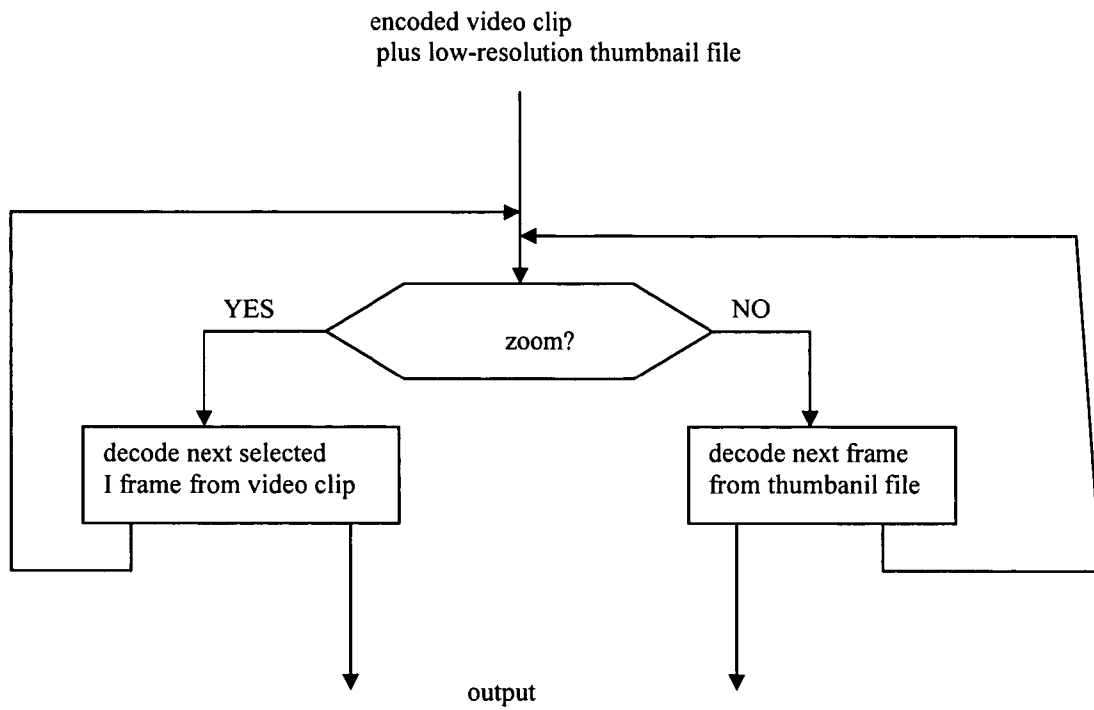 encoded video clip
plus low-resolution thumbnail file
YES
NO
zoom?
decode next selected
I frame from video clip
decode next frame
from thumbanil file
output